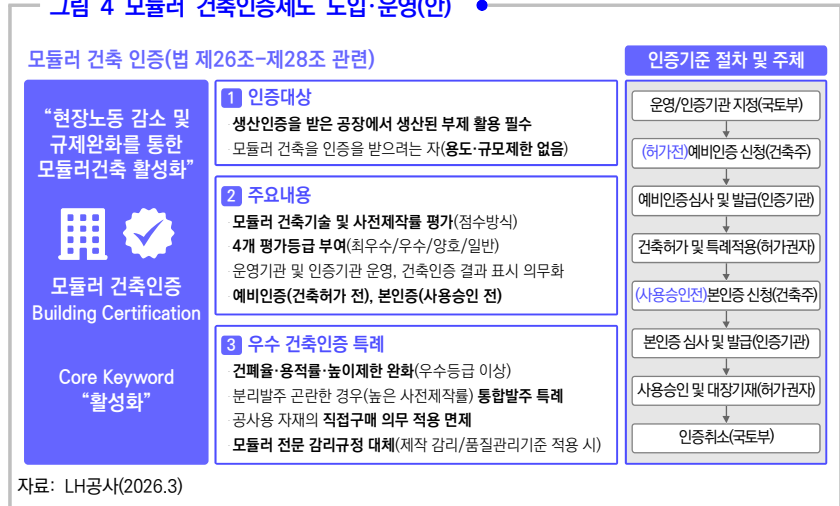 그림 4 모듈러 건축인증제도 도입·운영(안)
모듈러 건축 인증(법 제26조-제28조 관련)
“현장노동 감소 및
규제완화를 통한
모듈러건축 활성화”
모듈러 건축인증
Building Certification
Core Keyword
“활성화”
1 인증대상
생산인증을 받은 공장에서 생산된 부제 활용 필수
모듈러 건축을 인증을 받으려는 자(용도·규모제한 없음)
2 주요내용
모듈러 건축기술 및 사전제작률 평가(점수방식)
4개 평가등급 부여(최우수/우수/양호/일반)
운영기관 및 인증기관 운영, 건축인증 결과 표시 의무화
예비인증(건축허가 전), 본인증(사용승인 전)
3 우수 건축인증 특례
건폐율·용적률·높이제한 완화(우수등급 이상)
분리발주 곤란한 경우(높은 사전제작률) 통합발주 특례
공사용 자재의 직접구매 의무 적용 면제
모듈러 전문 감리규정 대체(제작 감리/품질관리기준 적용 시)
인증기준 절차 및 주체
운영/인증기관 지정(국토부)
(허가전)예비인증 신청(건축주)
예비인증심사 및 발급(인증기관)
건축허가 및 특례적용(허가권자)
(사용승인전)본인증 신청(건축주)
본인증 심사 및 발급(인증기관)
사용승인 및 대장기재(허가권자)
인증취소(국토부)
자료: LH공사(2026.3)